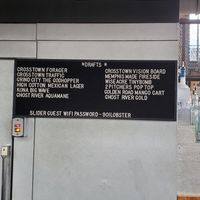 *DRAFTS*
CROSSTOWN FORAGER
CROSSTOWN TRAFFIC
GRIND CITY THE GODHOPPER
HIGH COTTON MEXICAN LAGER
KONA BIG WAVE
GHOST RIVER AQUAMANE
CROSSTOWN VISION BOARD
MEMPHIS MADE FIRESIDE
WISEACRE TINYBOMB
2 PITCHERS POP TOP
GOLDEN ROAD MANGO CART
GHOST RIVER GOLD
SLIDER GUEST WIFI PASSWORD - 901LOBSTER